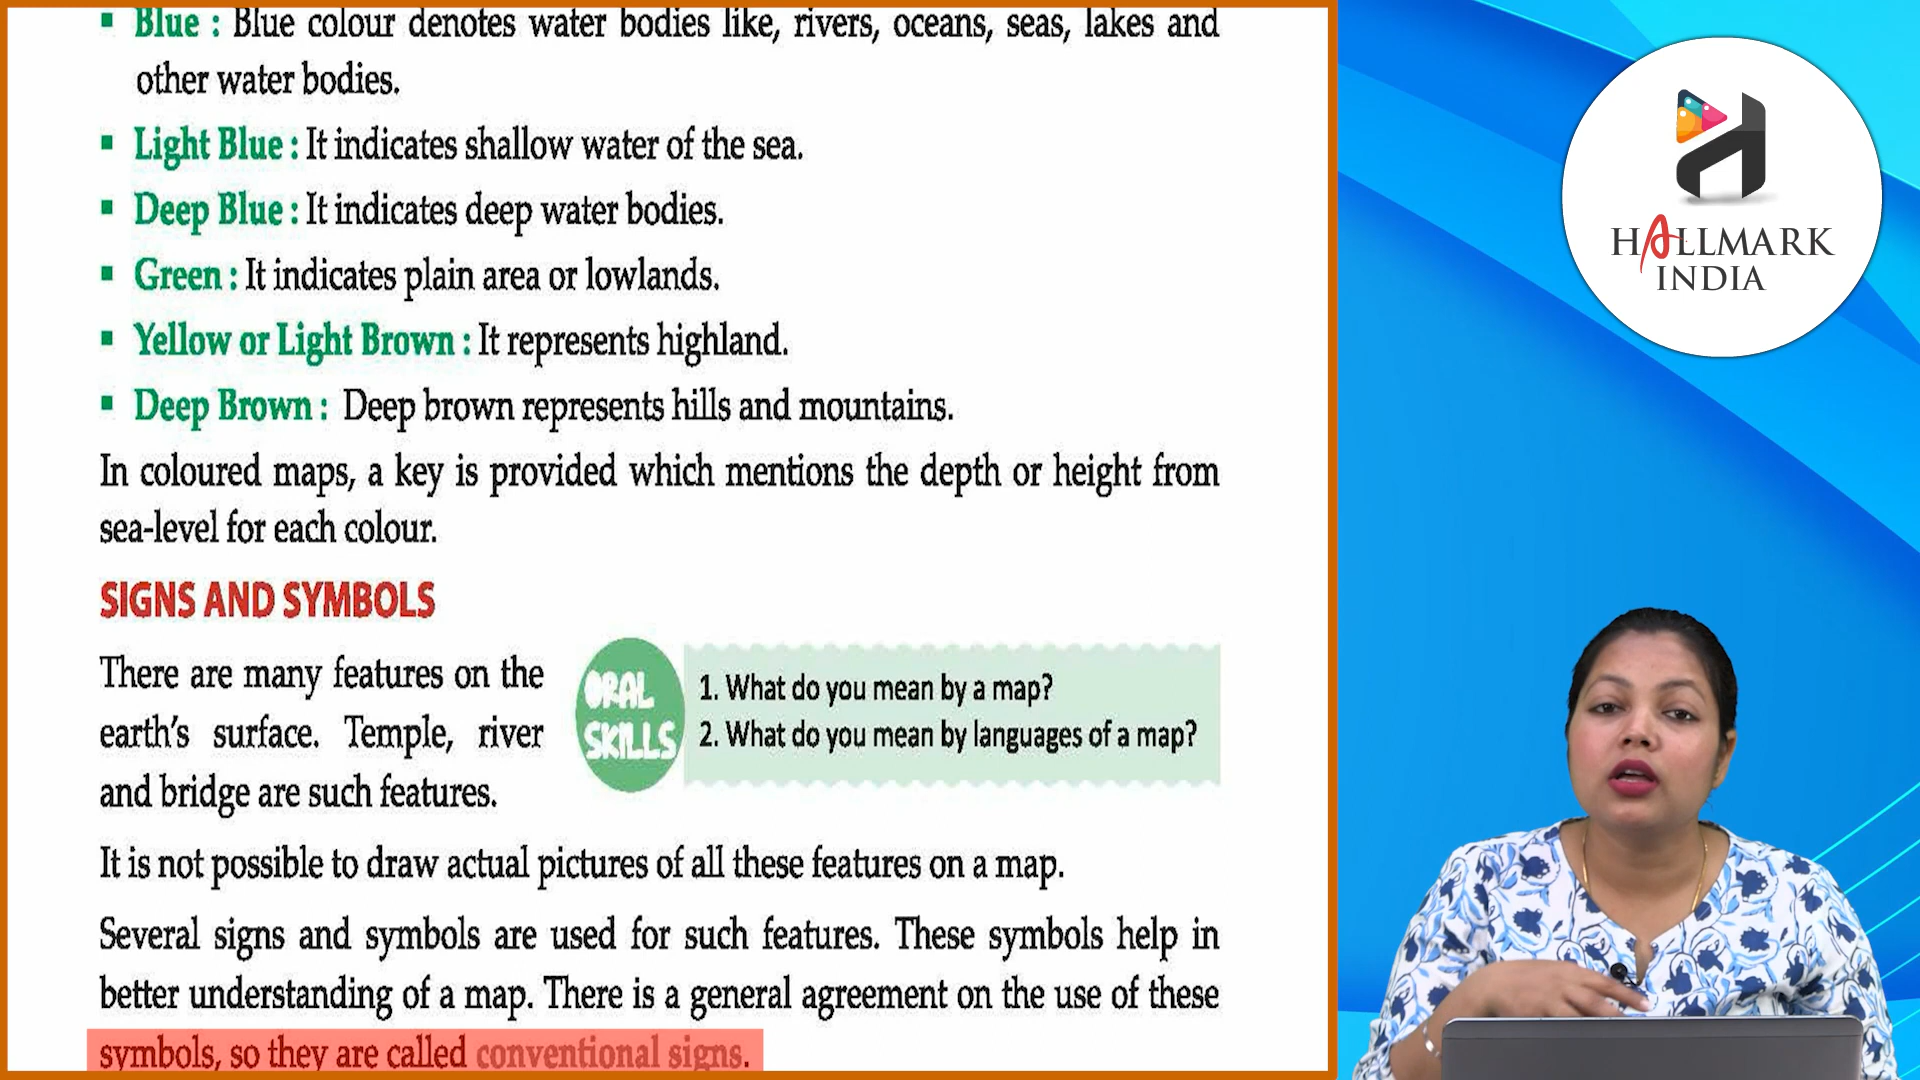 ▪ Blue : Blue colour denotes water bodies like, rivers, oceans, seas, lakes and
other water bodies.
▪ Light Blue : It indicates shallow water of the sea.
▪ Deep Blue : It indicates deep water bodies.
▪ Green : It indicates plain area or lowlands.
▪ Yellow or Light Brown : It represents highland.
▪ Deep Brown : Deep brown represents hills and mountains.
In coloured maps, a key is provided which mentions the depth or height from
sea-level for each colour.
SIGNS AND SYMBOLS
There are many features on the
earth's surface. Temple, river
and bridge are such features.
ORAL
SKILLS
1. What do you mean by a map?
2. What do you mean by languages of a map?
It is not possible to draw actual pictures of all these features on a map.
Several signs and symbols are used for such features. These symbols help in
better understanding of a map. There is a general agreement on the use of these
symbols, so they are called conventional signs.
HALLMARK
INDIA